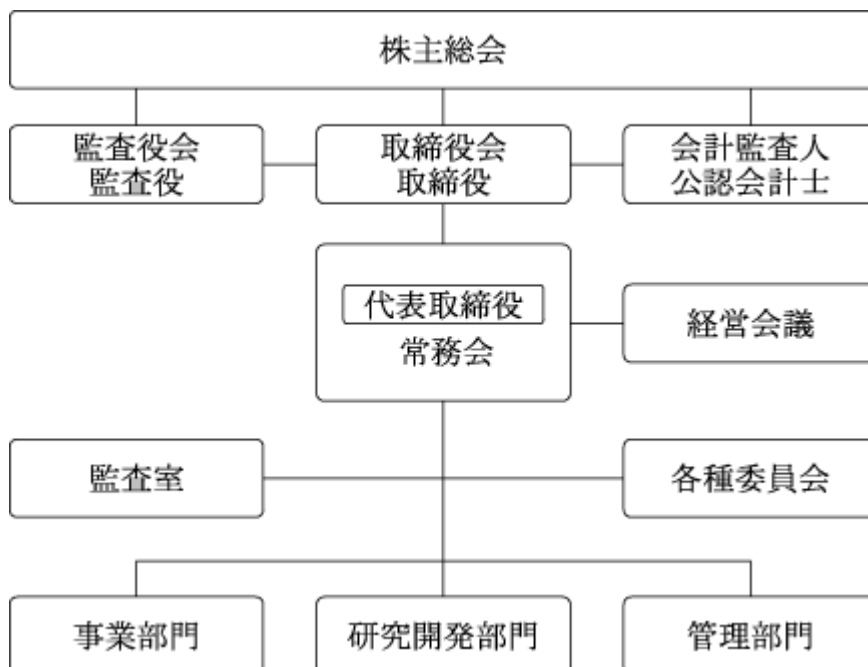 株主総会
監査役会
監査役
取締役会
取締役
会計監査人
公認会計士
代表取締役
常務会
経営会議
監査室
各種委員会
事業部門
研究開発部門
管理部門